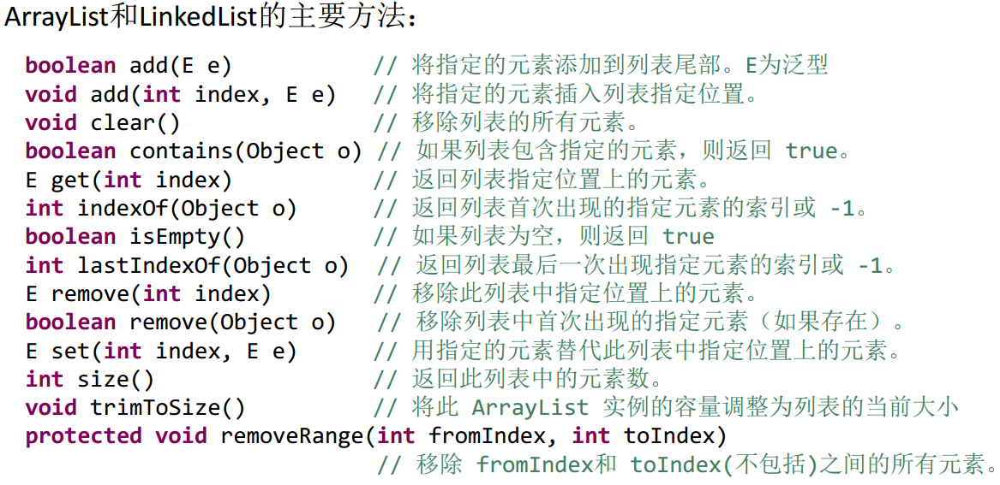 ArrayList和LinkedList的主要方法：
boolean add(E e) // 将指定的元素添加到列表尾部。E为泛型
void add(int index, E e) // 将指定的元素插入列表指定位置。
void clear() // 移除列表的所有元素。
boolean contains(Object o) // 如果列表包含指定的元素，则返回 true。
E get(int index) // 返回列表指定位置上的元素。
int indexOf(Object o) // 返回列表首次出现的指定元素的索引或 -1。
boolean isEmpty() // 如果列表为空，则返回 true
int lastIndexOf(Object o) // 返回列表最后一次出现指定元素的索引或 -1。
E remove(int index) // 移除此列表中指定位置上的元素。
boolean remove(Object o) // 移除列表中首次出现的指定元素（如果存在）。
E set(int index, E e) // 用指定的元素替代此列表中指定位置上的元素。
int size() // 返回此列表中的元素数。
void trimToSize() // 将此 ArrayList 实例的容量调整为列表的当前大小
protected void removeRange(int fromIndex, int toIndex)
// 移除 fromIndex和 toIndex(不包括)之间的所有元素。